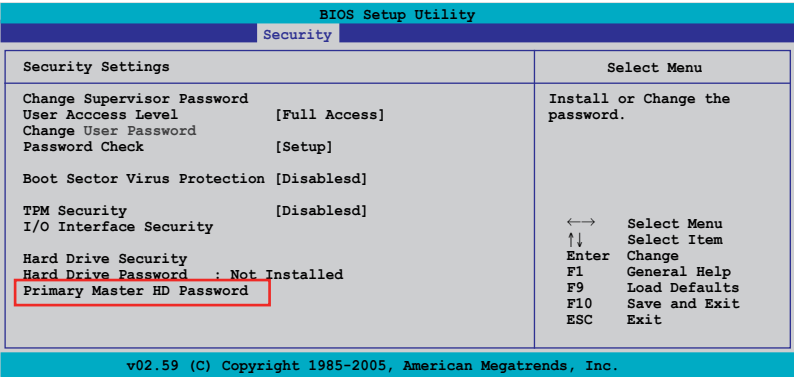 BIOS Setup Utility
Security
Security Settings
Change Supervisor Password
User Acccess Level [Full Access]
Change User Password
Password Check [Setup]
Boot Sector Virus Protection [Disablesd]
TPM Security [Disablesd]
I/O Interface Security
Hard Drive Security
Hard Drive Password : Not Installed
Primary Master HD Password
Select Menu
Install or Change the
password.
←→ Select Menu
↑↓ Select Item
Enter Change
F1 General Help
F9 Load Defaults
F10 Save and Exit
ESC Exit
v02.59 (C) Copyright 1985-2005, American Megatrends, Inc.